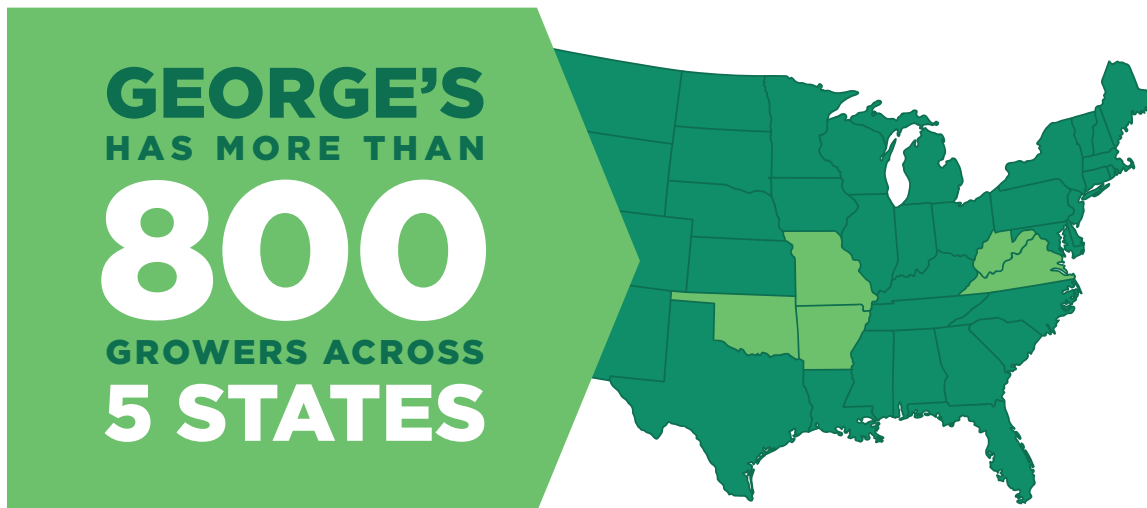 GEORGE'S
HAS MORE THAN
800
GROWERS ACROSS
5 STATES